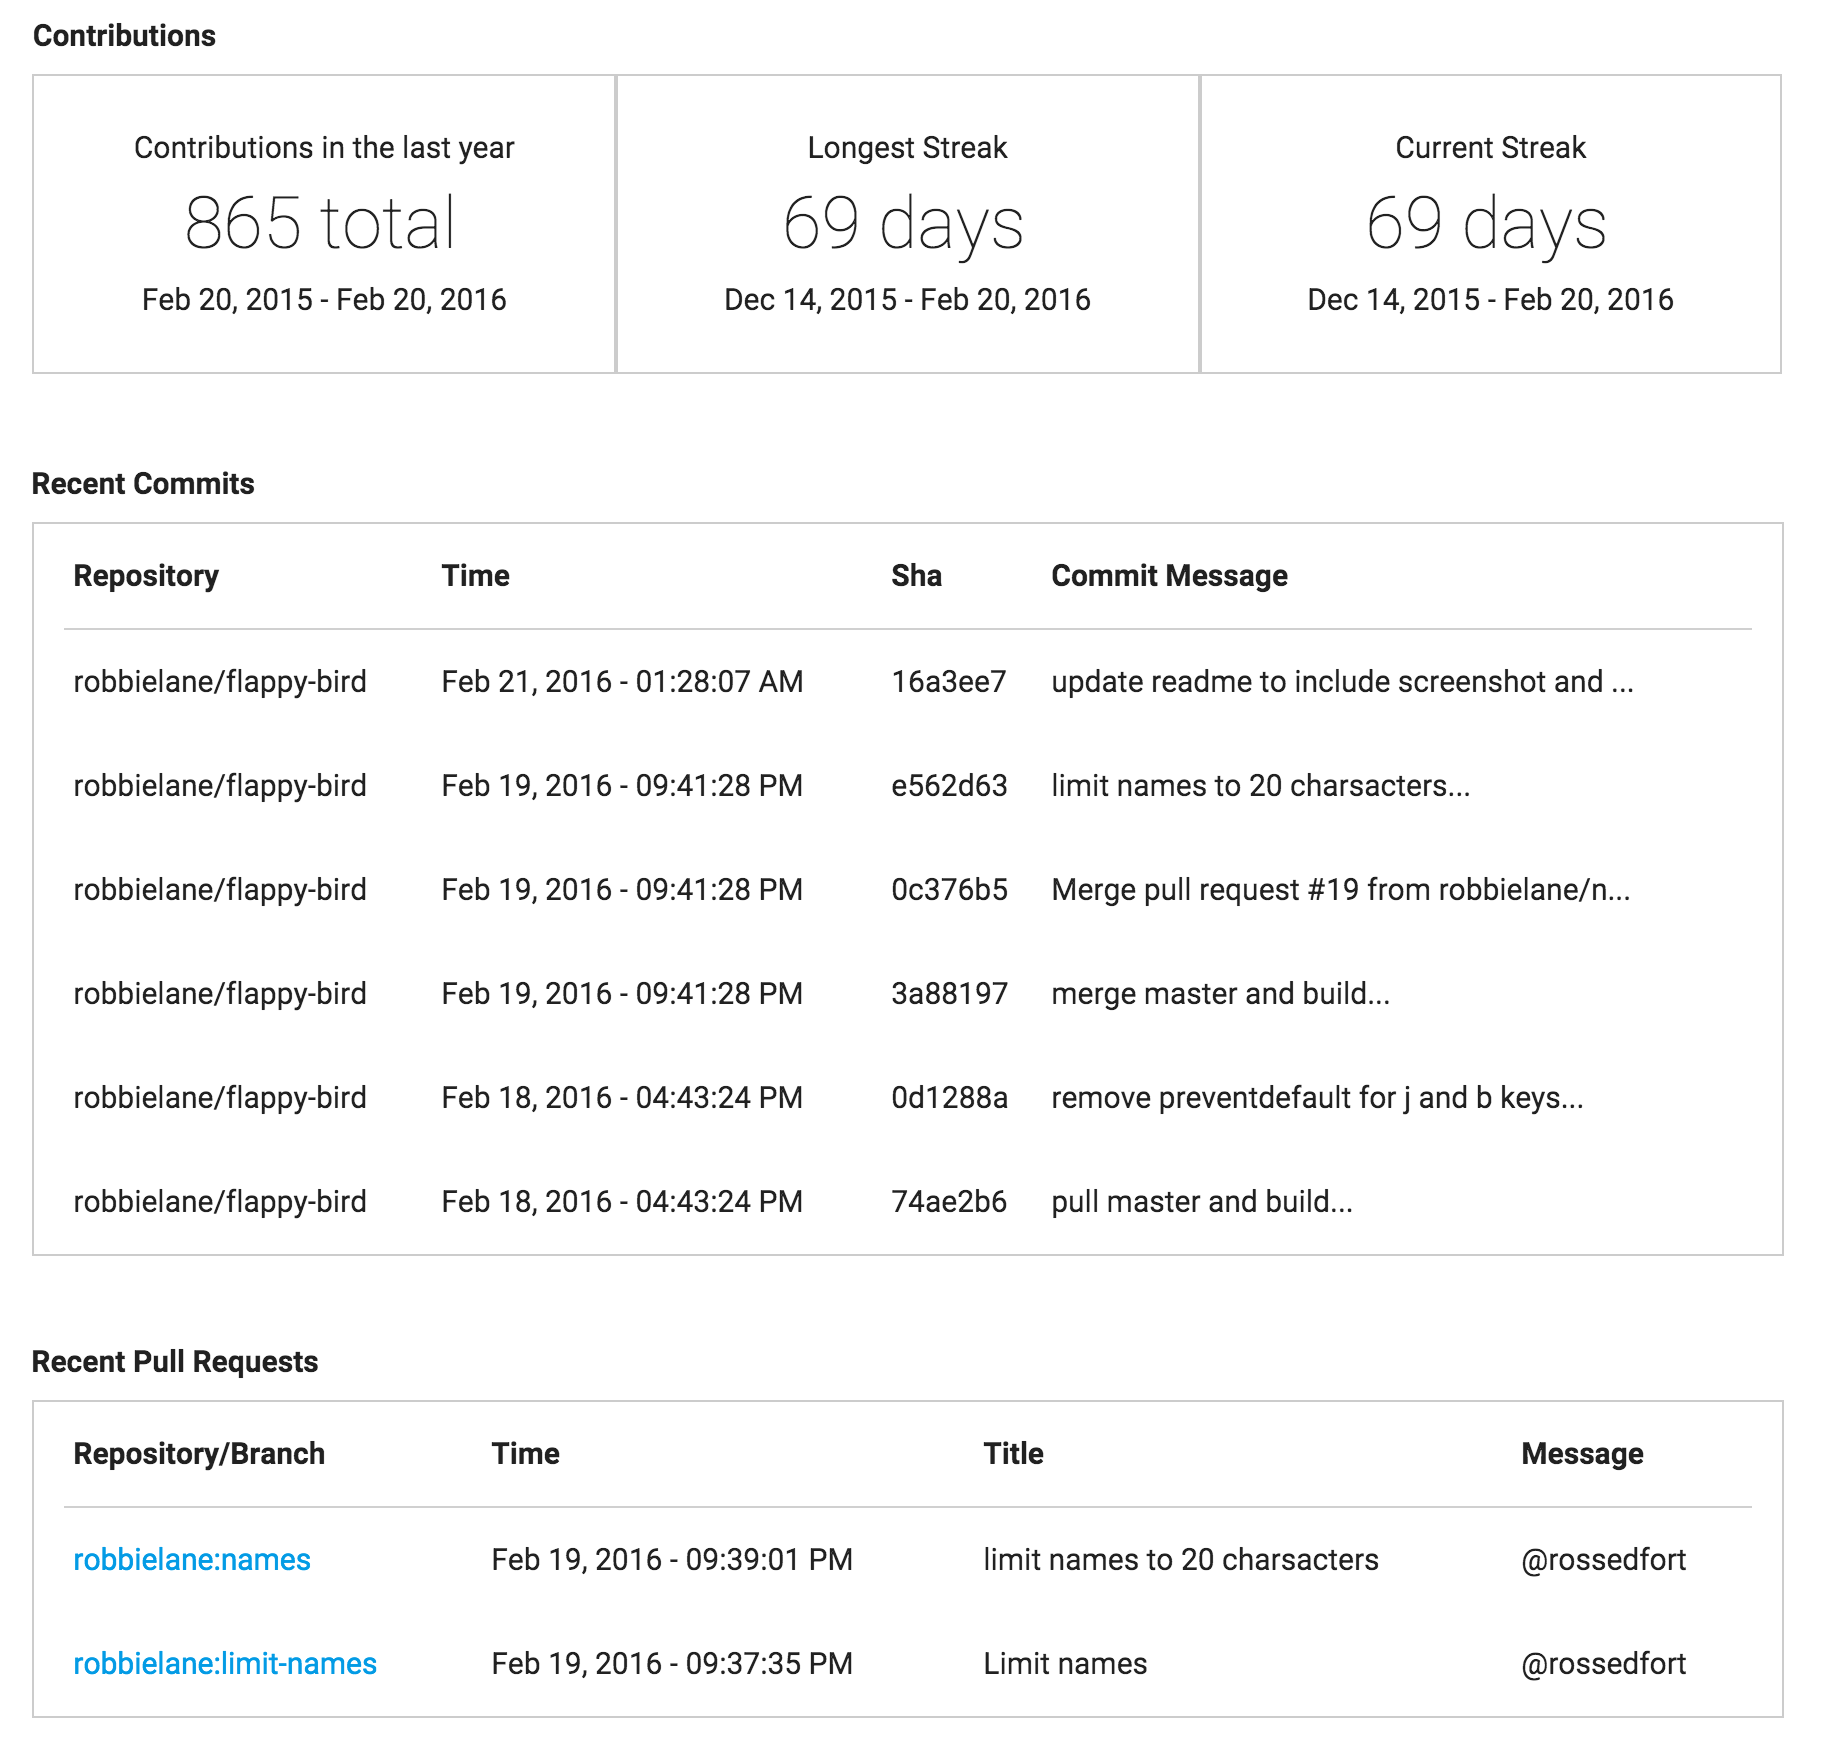 Contributions
Contributions in the last year
865 total
Feb 20, 2015 - Feb 20, 2016
Longest Streak
69 days
Dec 14, 2015 - Feb 20, 2016
Current Streak
69 days
Dec 14, 2015 - Feb 20, 2016
Recent Commits
Repository Time Sha Commit Message
robbielane/flappy-bird Feb 21, 2016 - 01:28:07 AM 16a3ee7 update readme to include screenshot and ...
robbielane/flappy-bird Feb 19, 2016 - 09:41:28 PM e562d63 limit names to 20 charsacters...
robbielane/flappy-bird Feb 19, 2016 - 09:41:28 PM 0c376b5 Merge pull request #19 from robbielane/n...
robbielane/flappy-bird Feb 19, 2016 - 09:41:28 PM 3a88197 merge master and build...
robbielane/flappy-bird Feb 18, 2016 - 04:43:24 PM 0d1288a remove preventdefault for j and b keys...
robbielane/flappy-bird Feb 18, 2016 - 04:43:24 PM 74ae2b6 pull master and build...
Recent Pull Requests
Repository/Branch Time Title Message
robbielane:names Feb 19, 2016 - 09:39:01 PM limit names to 20 charsacters @rossedfort
robbielane:limit-names Feb 19, 2016 - 09:37:35 PM Limit names @rossedfort